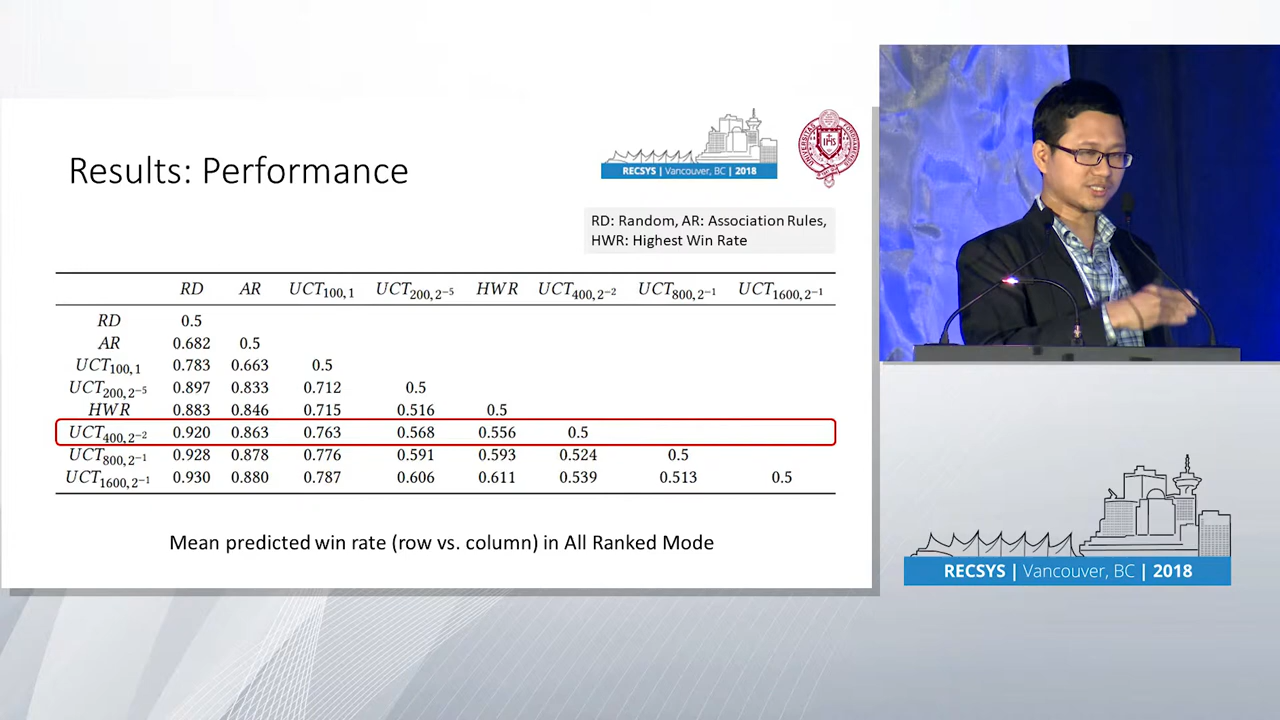 Results: Performance
RECSYS | Vancouver, BC | 2018
RD: Random, AR: Association Rules,
HWR: Highest Win Rate
RD AR UCT100,1 UCT200,2−5 HWR UCT400,2−2 UCT800,2−1 UCT1600,2−1
RD 0.5
AR 0.682 0.5
UCT100,1 0.783 0.663 0.5
UCT200,2−5 0.897 0.833 0.712 0.5
HWR 0.883 0.846 0.715 0.516 0.5
UCT400,2−2 0.920 0.863 0.763 0.568 0.556 0.5
UCT800,2−1 0.928 0.878 0.776 0.591 0.593 0.524 0.5
UCT1600,2−1 0.930 0.880 0.787 0.606 0.611 0.539 0.513 0.5
Mean predicted win rate (row vs. column) in All Ranked Mode
RECSYS | Vancouver, BC | 2018